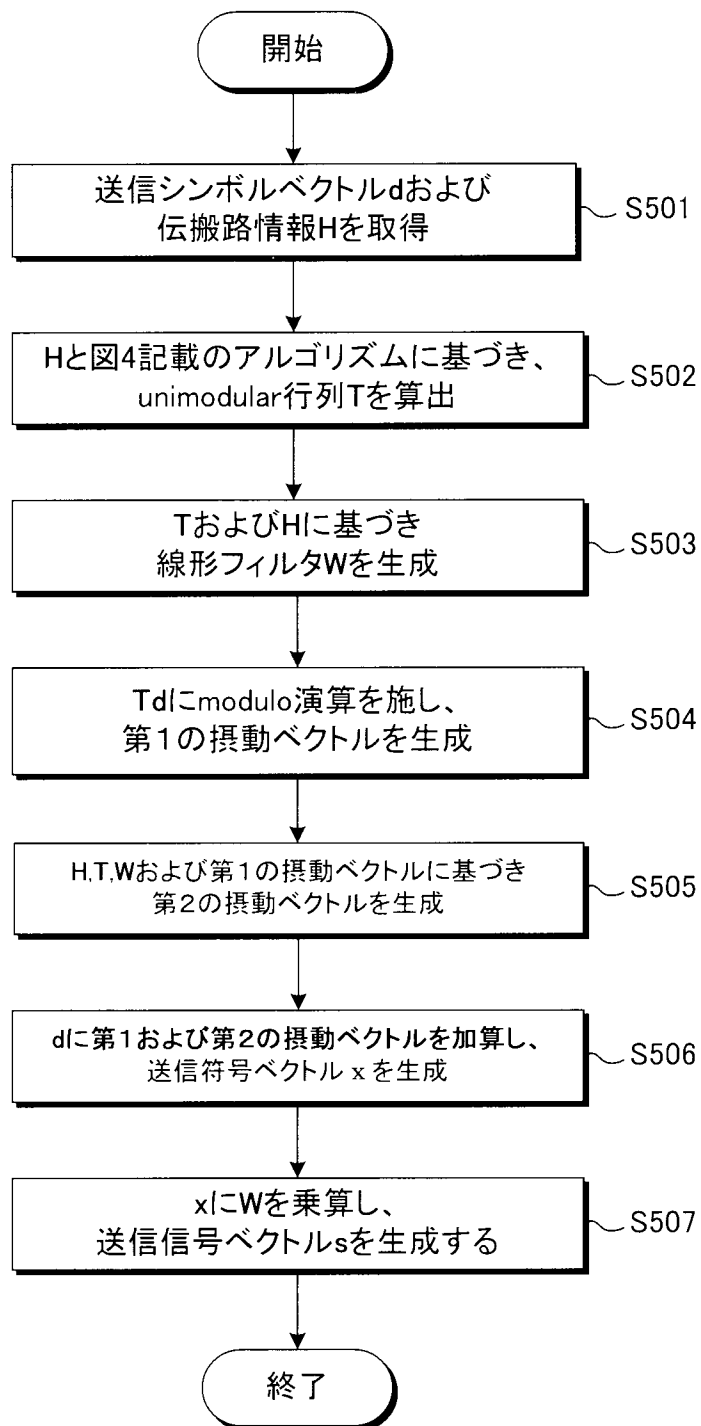 開始
送信シンボルベクトルdおよび
伝搬路情報Hを取得
S501
Hと図4記載のアルゴリズムに基づき、
unimodular行列Tを算出
S502
TおよびHに基づき
線形フィルタWを生成
S503
Tdにmodulo演算を施し、
第1の摂動ベクトルを生成
S504
H,T,Wおよび第1の摂動ベクトルに基づき
第2の摂動ベクトルを生成
S505
dに第1および第2の摂動ベクトルを加算し、
送信符号ベクトル x を生成
S506
xにWを乗算し、
送信信号ベクトルsを生成する
S507
終了